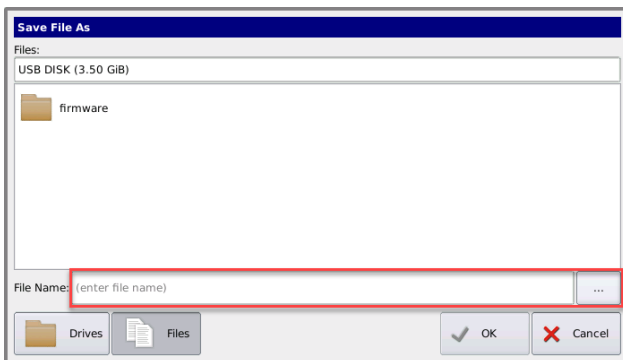 Save File As
Files:
USB DISK (3.50 GiB)
firmware
File Name: (enter file name) ...
Drives Files OK Cancel